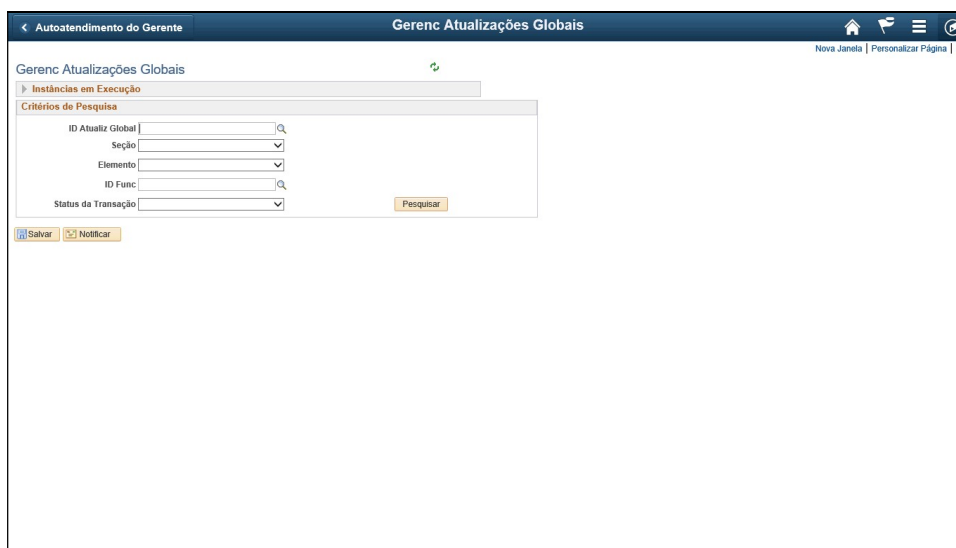 Autoatendimento do Gerente
Gerenc Atualizações Globais
Nova Janela | Personalizar Página |
Gerenc Atualizações Globais
Instâncias em Execução
Critérios de Pesquisa
ID Atualiz Global
Seção
Elemento
ID Func
Status da Transação
Pesquisar
Salvar
Notificar